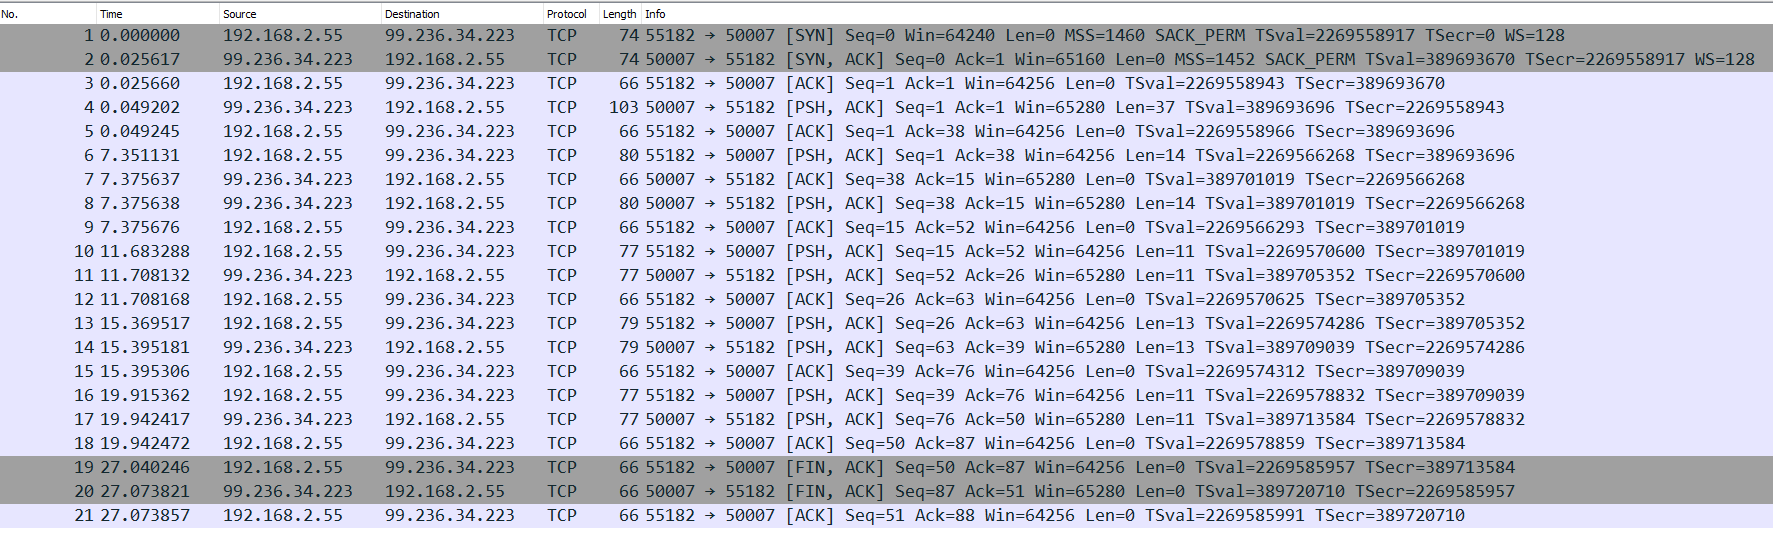 No. Time Source Destination Protocol Length Info
1 0.000000 192.168.2.55 99.236.34.223 TCP 74 55182 → 50007 [SYN] Seq=0 Win=64240 Len=0 MSS=1460 SACK_PERM TSval=2269558917 TSecr=0 WS=128
2 0.025617 99.236.34.223 192.168.2.55 TCP 74 50007 → 55182 [SYN, ACK] Seq=0 Ack=1 Win=65160 Len=0 MSS=1452 SACK_PERM TSval=389693670 TSecr=2269558917 WS=128
3 0.025660 192.168.2.55 99.236.34.223 TCP 66 55182 → 50007 [ACK] Seq=1 Ack=1 Win=64256 Len=0 TSval=2269558943 TSecr=389693670
4 0.049202 99.236.34.223 192.168.2.55 TCP 103 50007 → 55182 [PSH, ACK] Seq=1 Ack=1 Win=65280 Len=37 TSval=389693696 TSecr=2269558943
5 0.049245 192.168.2.55 99.236.34.223 TCP 66 55182 → 50007 [ACK] Seq=1 Ack=38 Win=64256 Len=0 TSval=2269558966 TSecr=389693696
6 7.351131 192.168.2.55 99.236.34.223 TCP 80 55182 → 50007 [PSH, ACK] Seq=1 Ack=38 Win=64256 Len=14 TSval=2269566268 TSecr=389693696
7 7.375637 99.236.34.223 192.168.2.55 TCP 66 50007 → 55182 [ACK] Seq=38 Ack=15 Win=65280 Len=0 TSval=389701019 TSecr=2269566268
8 7.375638 99.236.34.223 192.168.2.55 TCP 80 50007 → 55182 [PSH, ACK] Seq=38 Ack=15 Win=65280 Len=14 TSval=389701019 TSecr=2269566268
9 7.375676 192.168.2.55 99.236.34.223 TCP 66 55182 → 50007 [ACK] Seq=15 Ack=52 Win=64256 Len=0 TSval=2269566293 TSecr=389701019
10 11.683288 192.168.2.55 99.236.34.223 TCP 77 55182 → 50007 [PSH, ACK] Seq=15 Ack=52 Win=64256 Len=11 TSval=2269570600 TSecr=389701019
11 11.708132 99.236.34.223 192.168.2.55 TCP 77 50007 → 55182 [PSH, ACK] Seq=52 Ack=26 Win=65280 Len=11 TSval=389705352 TSecr=2269570600
12 11.708168 192.168.2.55 99.236.34.223 TCP 66 55182 → 50007 [ACK] Seq=26 Ack=63 Win=64256 Len=0 TSval=2269570625 TSecr=389705352
13 15.369517 192.168.2.55 99.236.34.223 TCP 79 55182 → 50007 [PSH, ACK] Seq=26 Ack=63 Win=64256 Len=13 TSval=2269574286 TSecr=389705352
14 15.395181 99.236.34.223 192.168.2.55 TCP 79 50007 → 55182 [PSH, ACK] Seq=63 Ack=39 Win=65280 Len=13 TSval=389709039 TSecr=2269574286
15 15.395306 192.168.2.55 99.236.34.223 TCP 66 55182 → 50007 [ACK] Seq=39 Ack=76 Win=64256 Len=0 TSval=2269574312 TSecr=389709039
16 19.915362 192.168.2.55 99.236.34.223 TCP 77 55182 → 50007 [PSH, ACK] Seq=39 Ack=76 Win=64256 Len=11 TSval=2269578832 TSecr=389709039
17 19.942417 99.236.34.223 192.168.2.55 TCP 77 50007 → 55182 [PSH, ACK] Seq=76 Ack=50 Win=65280 Len=11 TSval=389713584 TSecr=2269578832
18 19.942472 192.168.2.55 99.236.34.223 TCP 66 55182 → 50007 [ACK] Seq=50 Ack=87 Win=64256 Len=0 TSval=2269578859 TSecr=389713584
19 27.040246 192.168.2.55 99.236.34.223 TCP 66 55182 → 50007 [FIN, ACK] Seq=50 Ack=87 Win=64256 Len=0 TSval=2269585957 TSecr=389713584
20 27.073821 99.236.34.223 192.168.2.55 TCP 66 50007 → 55182 [FIN, ACK] Seq=87 Ack=51 Win=65280 Len=0 TSval=389720710 TSecr=2269585957
21 27.073857 192.168.2.55 99.236.34.223 TCP 66 55182 → 50007 [ACK] Seq=51 Ack=88 Win=64256 Len=0 TSval=2269585991 TSecr=389720710